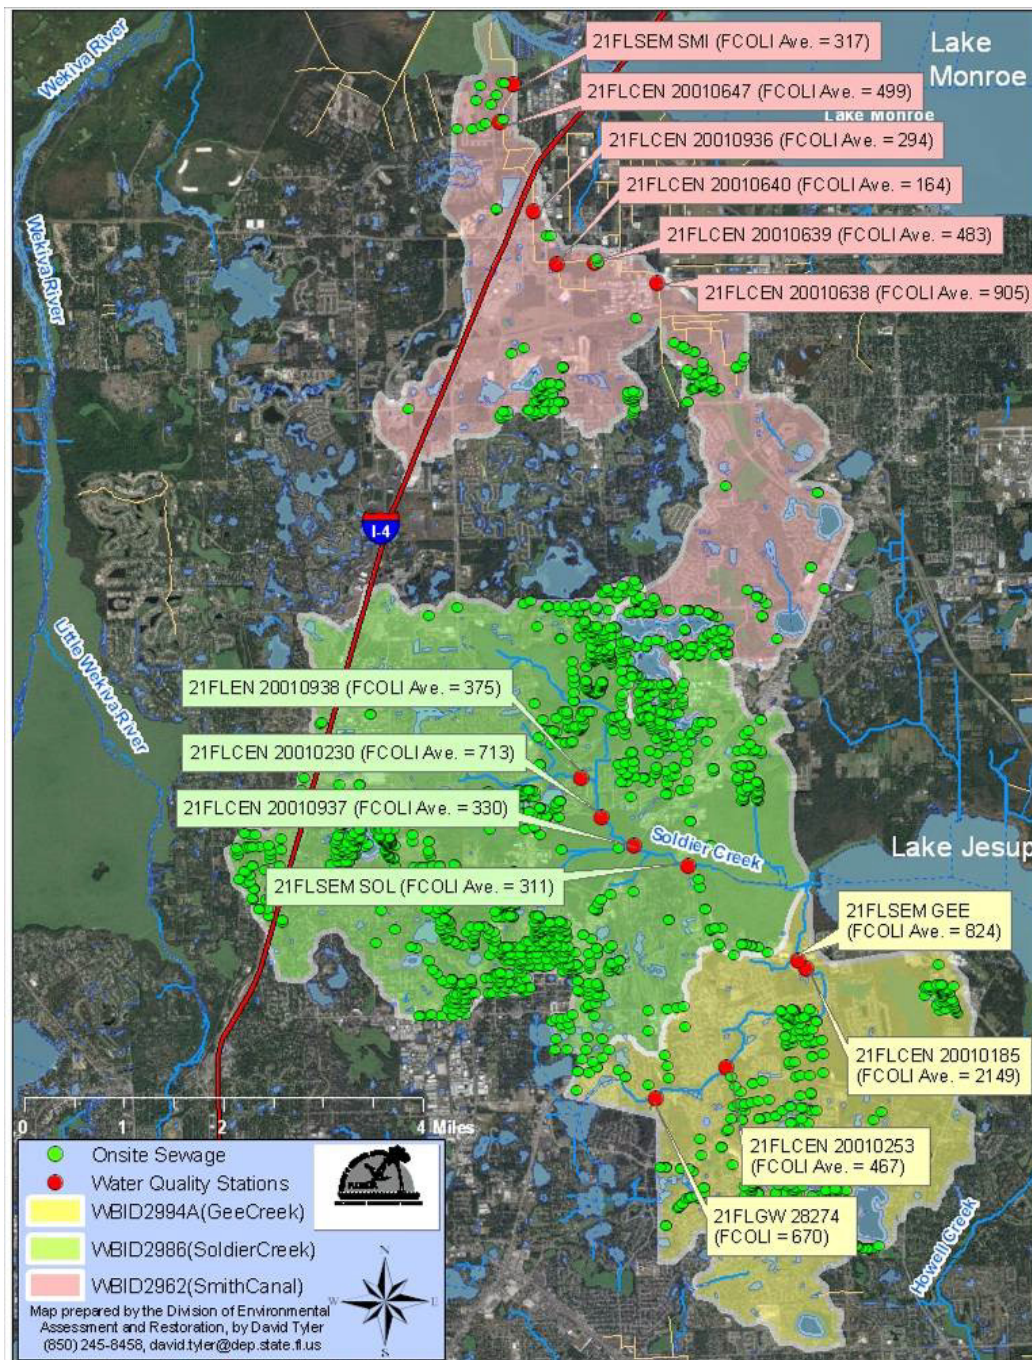 Wekiva River
21FLSEM SMI (FCOLI Ave. = 317)
Lake
Monroe
21FLCEN 20010647 (FCOLI Ave. = 499)
Lake Monroe
21FLCEN 20010936 (FCOLI Ave. = 294)
21FLCEN 20010640 (FCOLI Ave. = 164)
21FLCEN 20010639 (FCOLI Ave. = 483)
Wekiva River
21FLCEN 20010638 (FCOLI Ave. = 905)
I-4
Little Wekiva River
21FLEN 20010938 (FCOLI Ave. = 375)
21FLCEN 20010230 (FCOLI Ave. = 713)
21FLCEN 20010937 (FCOLI Ave. = 330)
Soldier Creek
Lake Jesup
21FLSEM SOL (FCOLI Ave. = 311)
21FLSEM GEE
(FCOLI Ave. = 824)
21FLCEN 20010185
(FCOLI Ave. = 2149)
0 2 4 Miles
21FLCEN 20010253
(FCOLI Ave. = 467)
21FLGW 28274
(FCOLI = 670)
Howell Creek
Onsite Sewage
Water Quality Stations
WBID2994A(GeeCreek)
WBID2986(SoldierCreek)
WBID2962(SmithCanal)
Map prepared by the Division of Environmental
Assessment and Restoration, by David Tyler
(850) 245-8458, david.tyler@dep.state.fl.us
N
W E
S